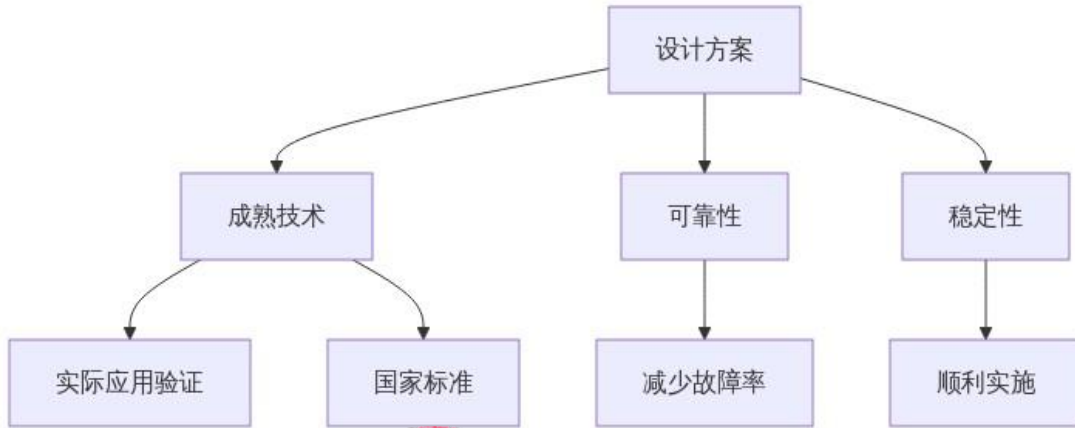 设计方案
成熟技术
可靠性
稳定性
实际应用验证
国家标准
减少故障率
顺利实施